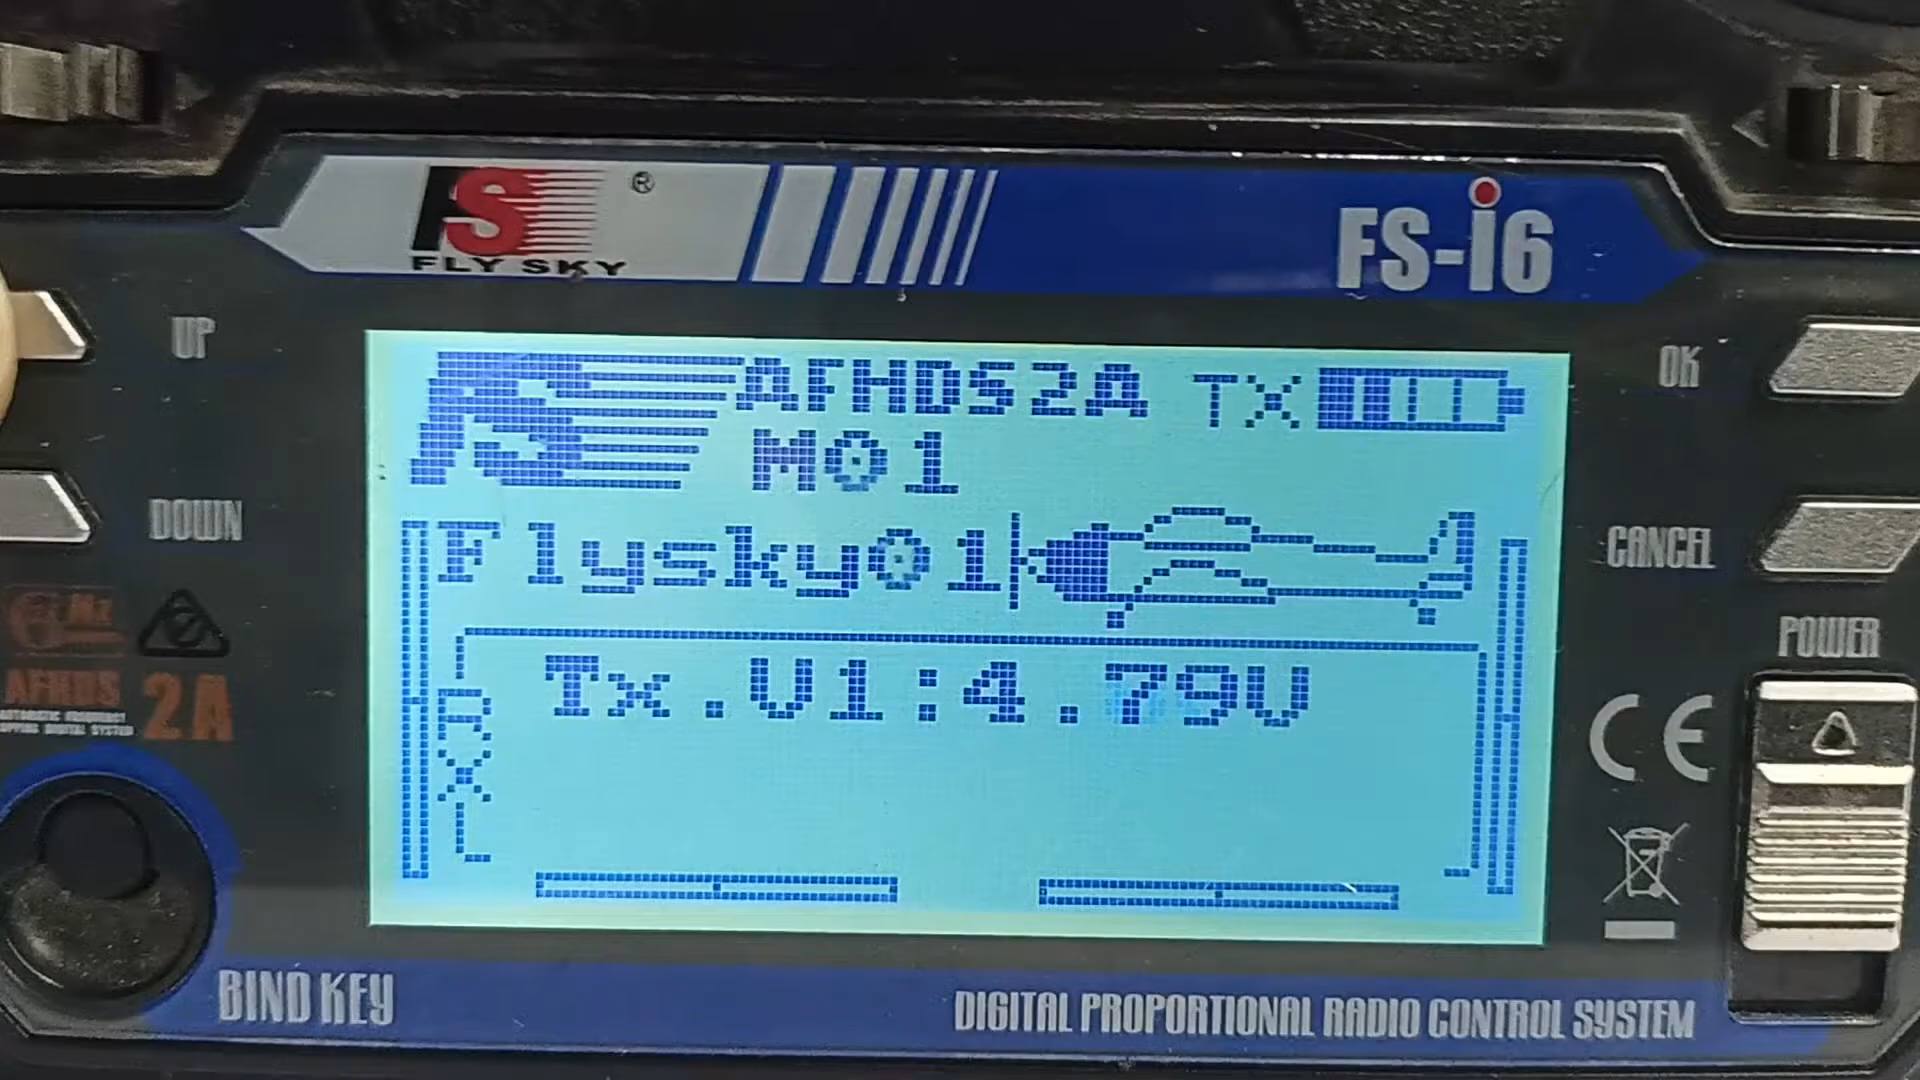 FS ®
FLY SKY
FS-i6
UP
OK
FS AFHDS2A TX
M01
DOWN
Flysky01
CANCEL
POWER
Tx.V1:4.79V
AFHDS 2A
CE
BIND KEY
DIGITAL PROPORTIONAL RADIO CONTROL SYSTEM